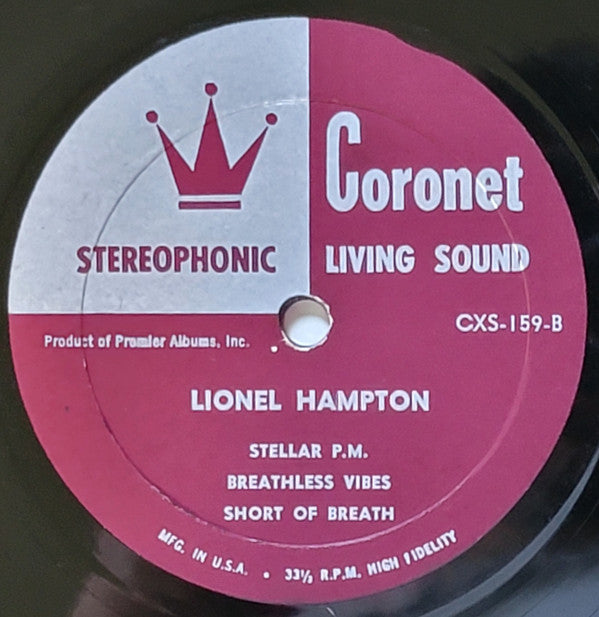 Coronet
STEREOPHONIC
LIVING SOUND
CXS-159-B
Product of Premier Albums, Inc.
LIONEL HAMPTON
STELLAR P.M.
BREATHLESS VIBES
SHORT OF BREATH
MFG. IN U.S.A. • 33⅓ R.P.M. HIGH FIDELITY